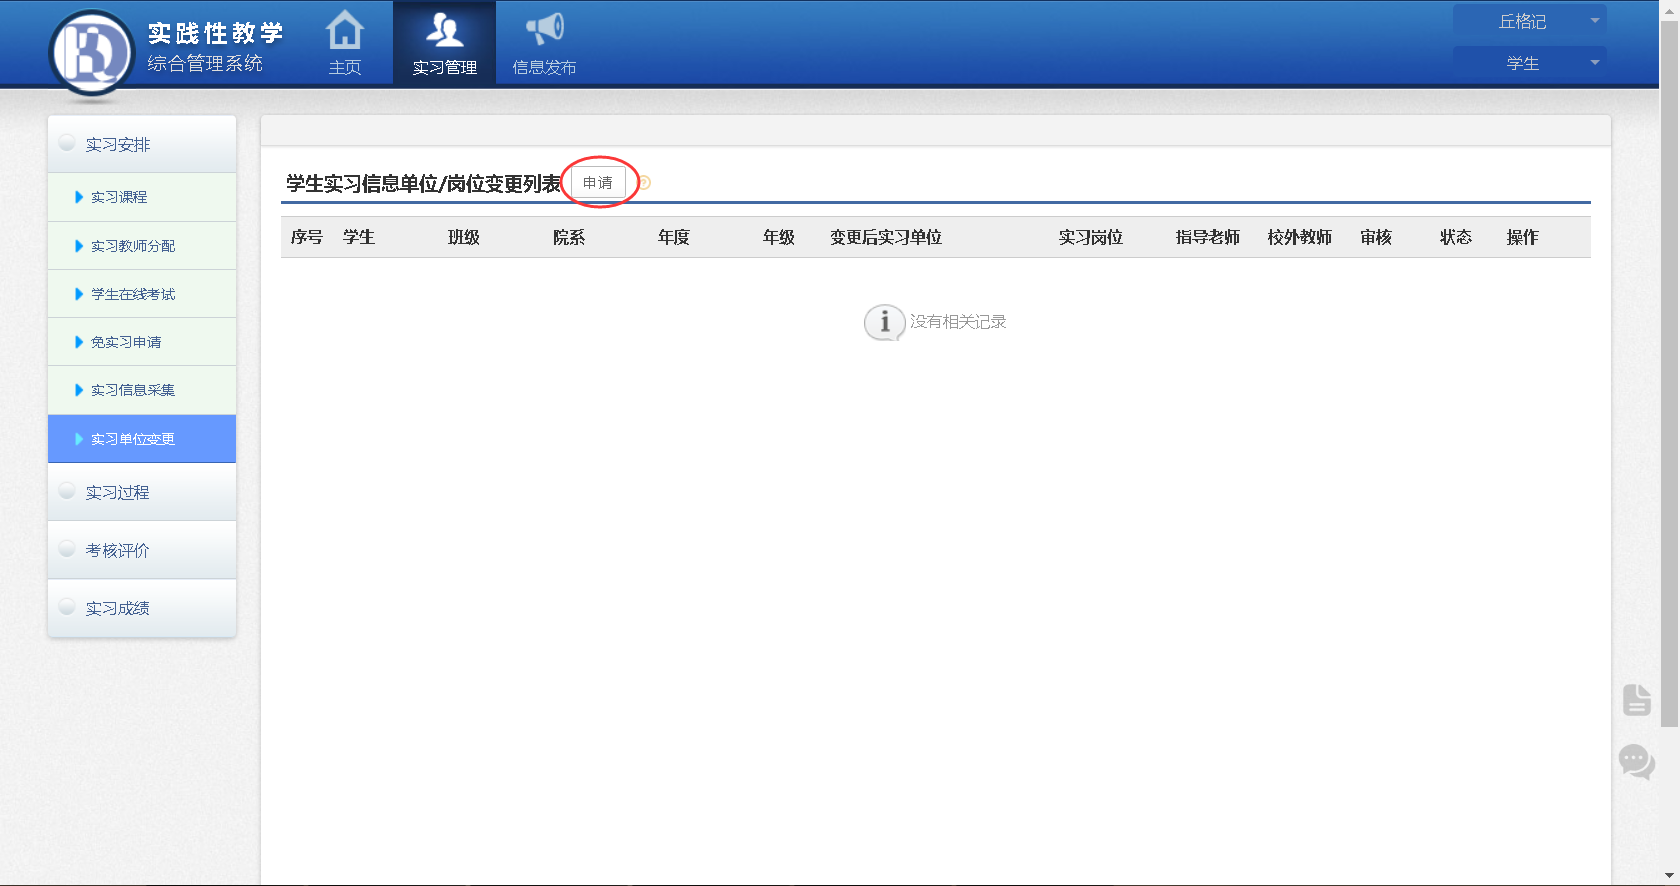 实践性教学
综合管理系统
主页
实习管理
信息发布
丘格记
学生
实习安排
实习课程
实习教师分配
学生在线考试
免实习申请
实习信息采集
实习单位变更
实习过程
考核评价
实习成绩
学生实习信息单位/岗位变更列表 申请
序号 学生 班级 院系 年度 年级 变更后实习单位 实习岗位 指导老师 校外教师 审核 状态 操作
没有相关记录